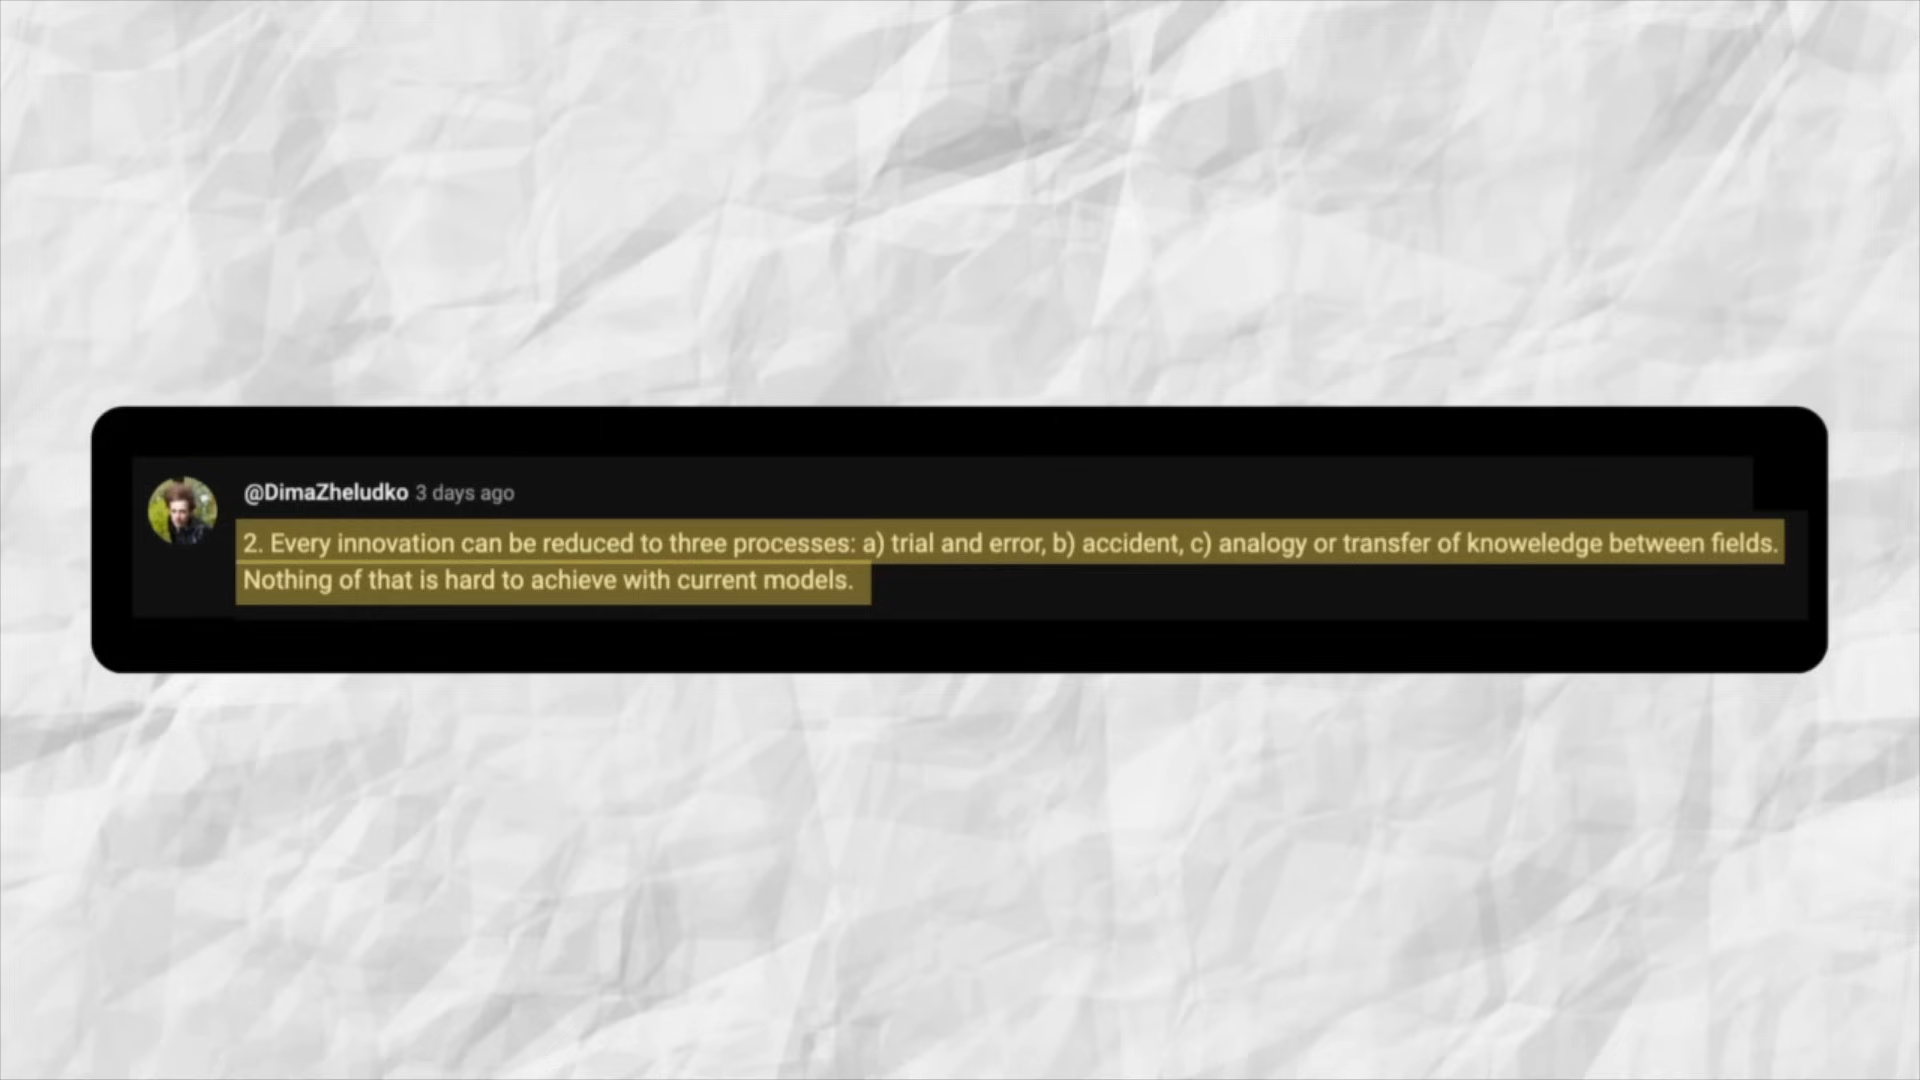 @DimaZheludko 3 days ago
2. Every innovation can be reduced to three processes: a) trial and error, b) accident, c) analogy or transfer of knoweledge between fields.
Nothing of that is hard to achieve with current models.